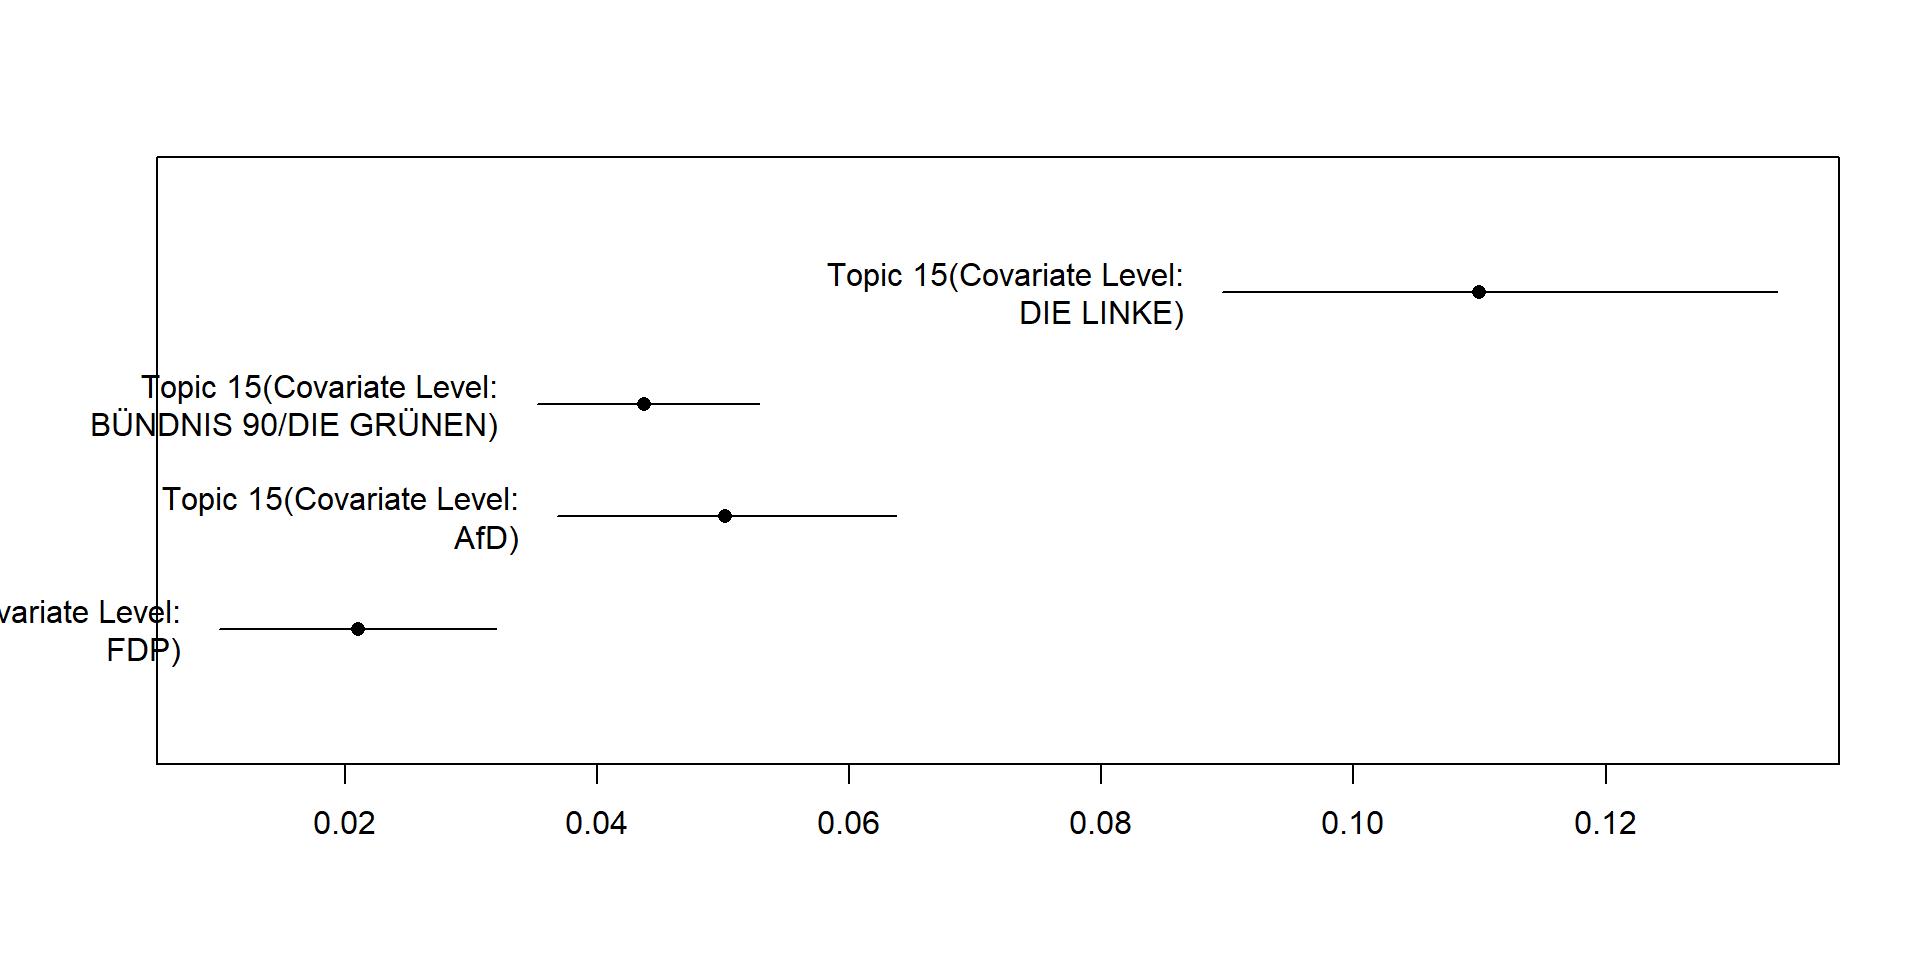 Topic 15(Covariate Level:
DIE LINKE)
Topic 15(Covariate Level:
BÜNDNIS 90/DIE GRÜNEN)
Topic 15(Covariate Level:
AfD)
variate Level:
FDP)
0.02 0.04 0.06 0.08 0.10 0.12